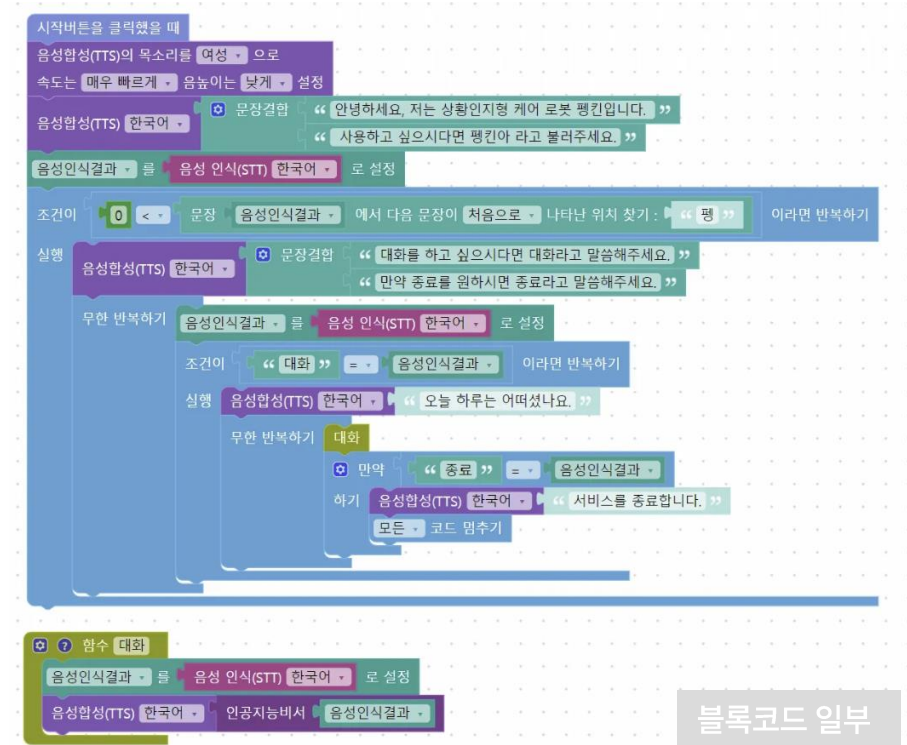 시작버튼을 클릭했을 때
음성합성(TTS)의 목소리를 여성 으로
속도는 매우 빠르게 음높이는 낮게 설정
음성합성(TTS) 한국어 문장결합 “ 안녕하세요, 저는 상황인지형 케어 로봇 펭킨입니다. ”
“ 사용하고 싶으시다면 펭킨아 라고 불러주세요. ”
음성인식결과 를 음성 인식(STT) 한국어 로 설정
조건이 0 < 문장 음성인식결과 에서 다음 문장이 처음으로 나타난 위치 찾기 : “ 펭 ” 이라면 반복하기
실행 음성합성(TTS) 한국어 문장결합 “ 대화를 하고 싶으시다면 대화라고 말씀해주세요. ”
“ 만약 종료를 원하시면 종료라고 말씀해주세요. ”
무한 반복하기 음성인식결과 를 음성 인식(STT) 한국어 로 설정
조건이 “ 대화 ” = 음성인식결과 이라면 반복하기
실행 음성합성(TTS) 한국어 “ 오늘 하루는 어떠셨나요. ”
무한 반복하기 대화
만약 “ 종료 ” = 음성인식결과
하기 음성합성(TTS) 한국어 “ 서비스를 종료합니다. ”
모든 코드 멈추기
? 함수 대화
음성인식결과 를 음성 인식(STT) 한국어 로 설정
음성합성(TTS) 한국어 인공지능비서 음성인식결과
블록코드 일부